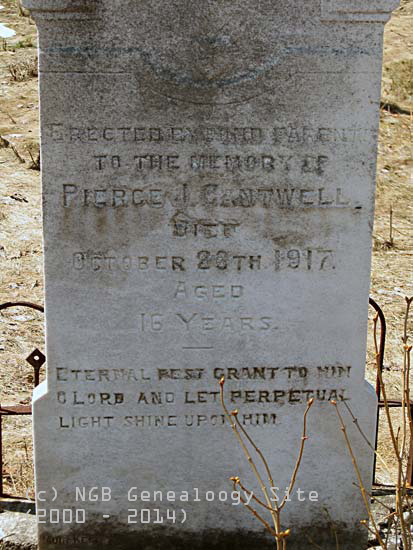 ERECTED BY FOND PARENTS
TO THE MEMORY OF
PIERCE J. CANTWELL
DIED
OCTOBER 28TH. 1917.
AGED
16 YEARS.
ETERNAL REST GRANT TO HIM
O LORD AND LET PERPETUAL
LIGHT SHINE UPON HIM
c) NGB Genealoogy Site
2000 - 2014)